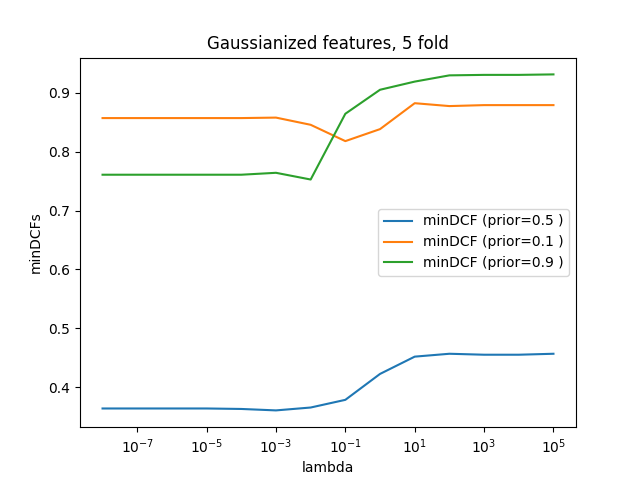 Gaussianized features, 5 fold
minDCFs
0.9
0.8
0.7
0.6
0.5
0.4
minDCF (prior=0.5 )
minDCF (prior=0.1 )
minDCF (prior=0.9 )
10⁻⁷ 10⁻⁵ 10⁻³ 10⁻¹ 10¹ 10³ 10⁵
lambda